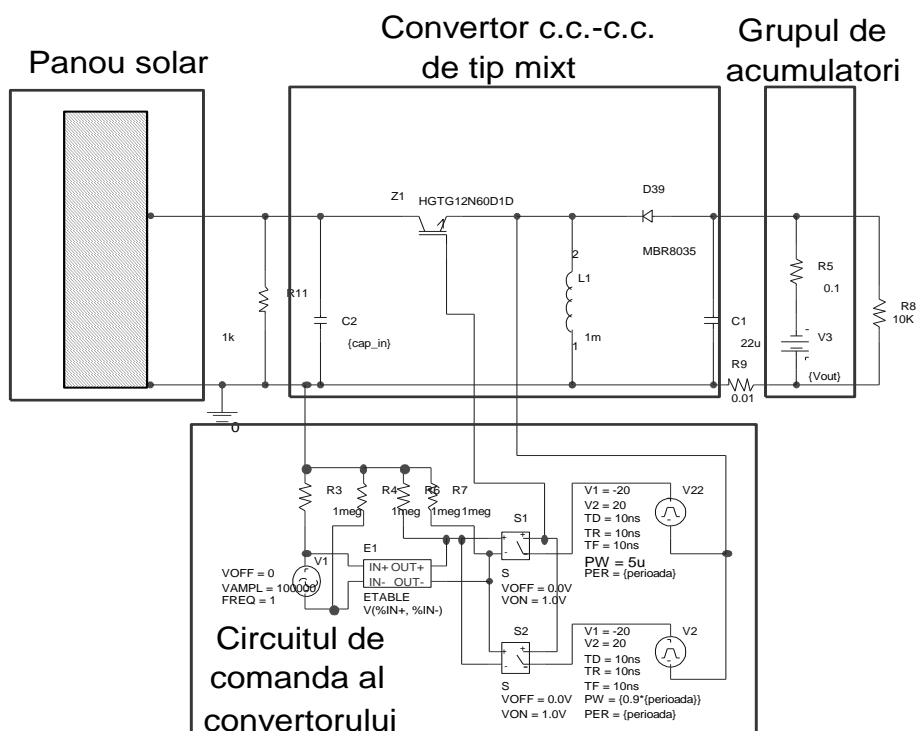 Convertor c.c.-c.c.
de tip mixt
Grupul de
acumulatori
Panou solar
Z1
HGTG12N60D1D
D39
MBR8035
R11
1k
C2
{cap_in}
2
L1
1m
1
C1
22u
R9
0.01
R5
0.1
V3
{Vout}
R8
10K
0
R3
1meg
R4
1meg
R6
1meg
R7
1meg
V1
VOFF = 0
VAMPL = 100000
FREQ = 1
E1
IN+ OUT+
IN- OUT-
ETABLE
V(%IN+, %IN-)
S1
+ +
- -
S
VOFF = 0.0V
VON = 1.0V
V1 = -20
V2 = 20
TD = 10ns
TR = 10ns
TF = 10ns
PW = 5u
PER = {perioada}
V22
S2
+ +
- -
S
VOFF = 0.0V
VON = 1.0V
V1 = -20
V2 = 20
TD = 10ns
TR = 10ns
TF = 10ns
PW = {0.9*{perioada}}
PER = {perioada}
V2
Circuitul de
comanda al
convertorului